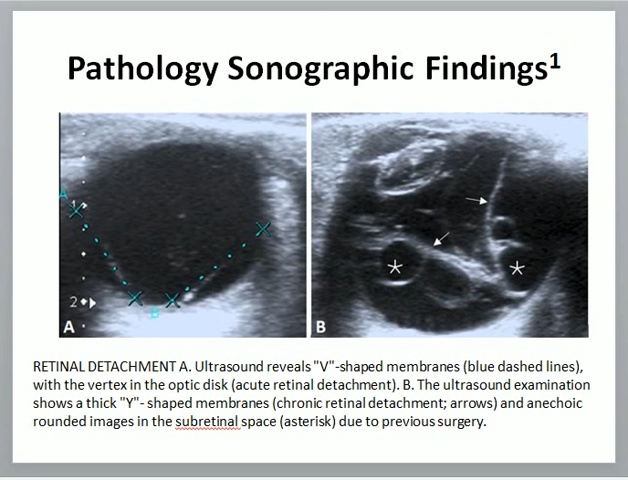 Pathology Sonographic Findings1
A
1
2
A
B
B
RETINAL DETACHMENT A. Ultrasound reveals "V"-shaped membranes (blue dashed lines),
with the vertex in the optic disk (acute retinal detachment). B. The ultrasound examination
shows a thick "Y"- shaped membranes (chronic retinal detachment; arrows) and anechoic
rounded images in the subretinal space (asterisk) due to previous surgery.